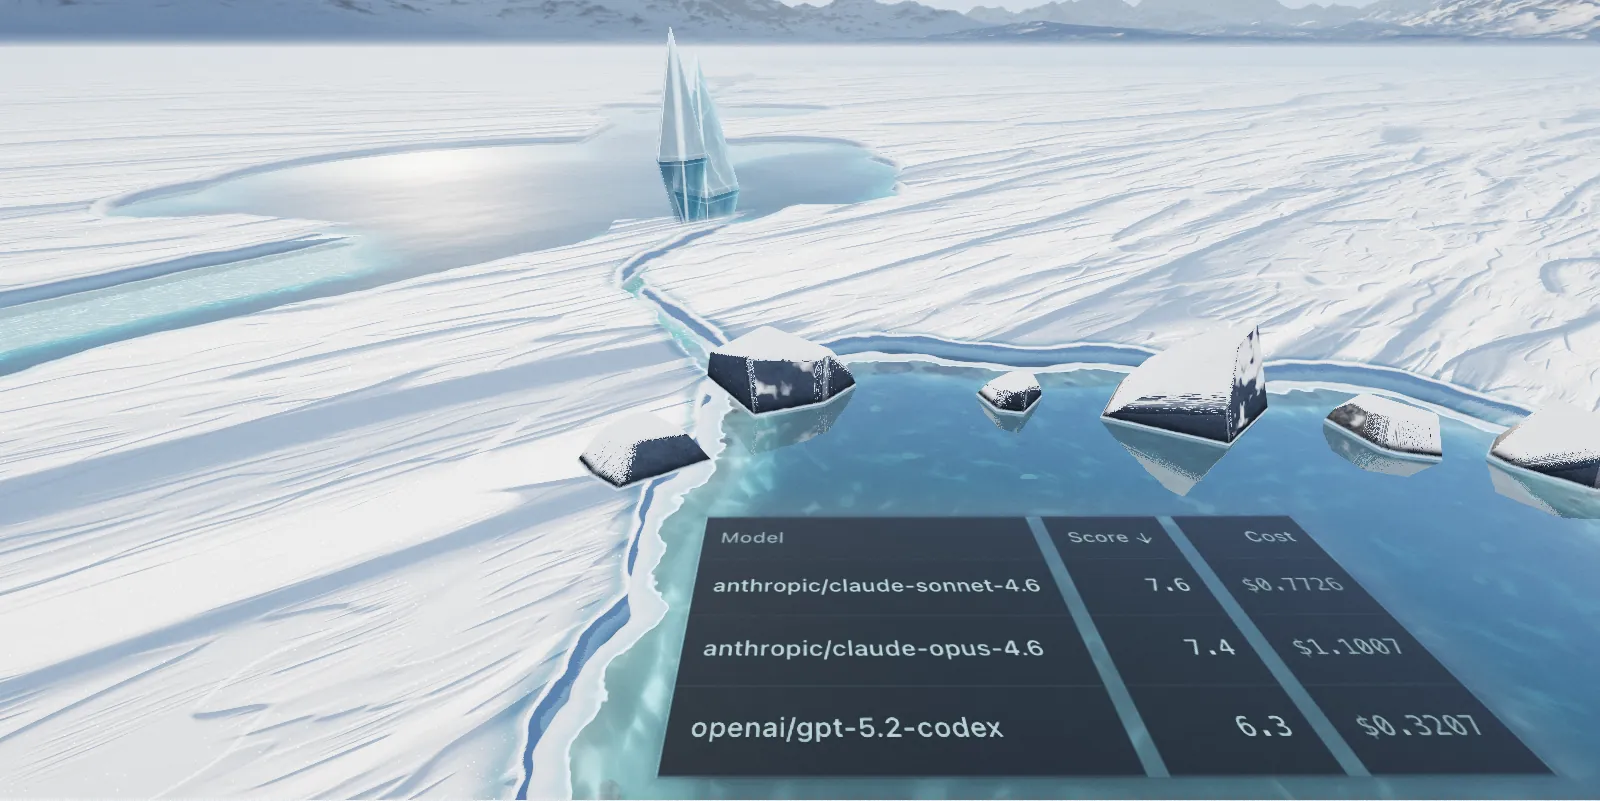 Model Score ↓ Cost
anthropic/claude-sonnet-4.6 7.6 $0.7726
anthropic/claude-opus-4.6 7.4 $1.1007
openai/gpt-5.2-codex 6.3 $0.3207